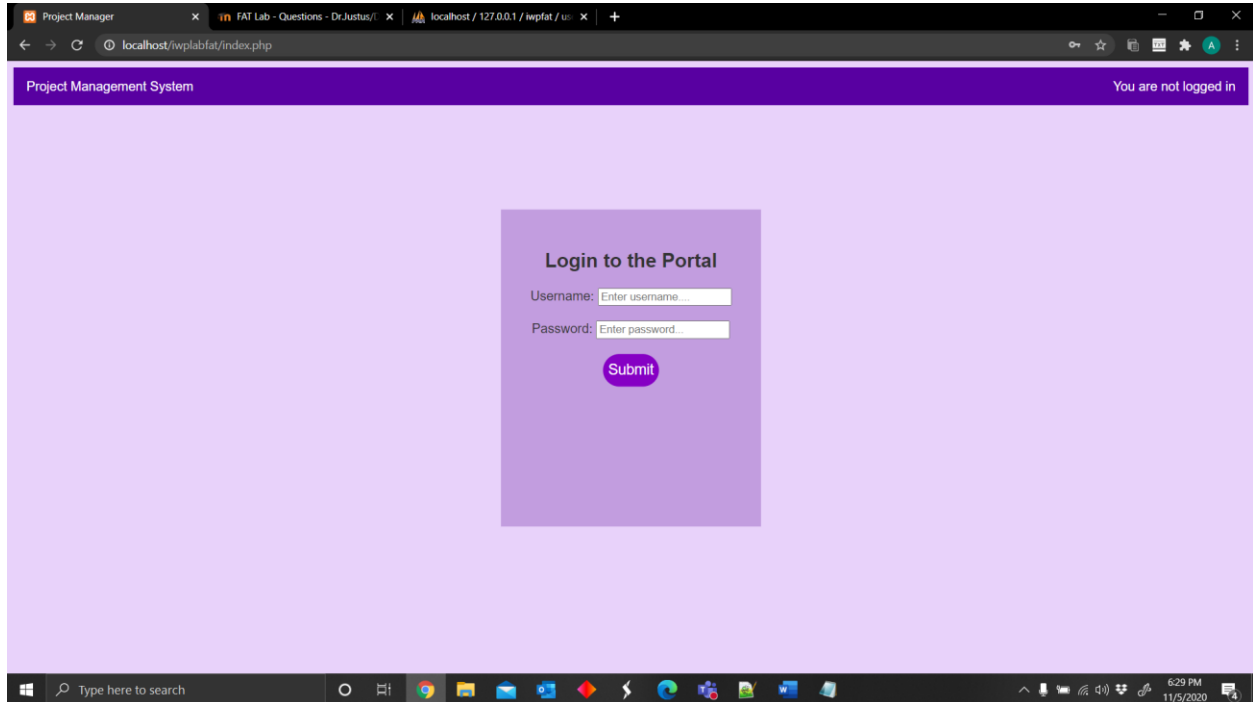 Project Manager
FAT Lab - Questions - Dr.Justus/
localhost / 127.0.0.1 / iwpfat / us
localhost/iwplabfat/index.php
A
Project Management System
You are not logged in
Login to the Portal
Username: Enter username....
Password: Enter password...
Submit
Type here to search
6:29 PM
11/5/2020
4